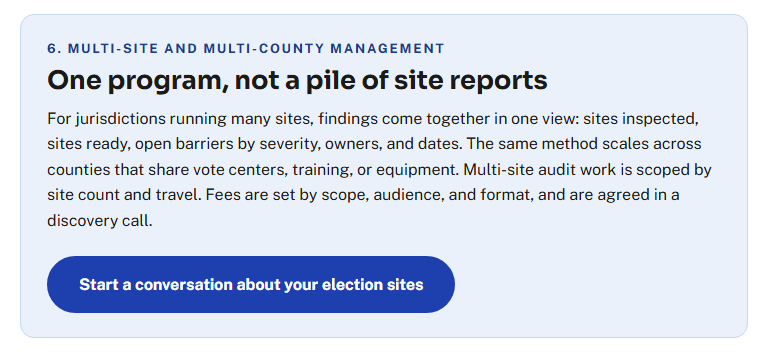 6. MULTI-SITE AND MULTI-COUNTY MANAGEMENT
One program, not a pile of site reports
For jurisdictions running many sites, findings come together in one view: sites inspected,
sites ready, open barriers by severity, owners, and dates. The same method scales across
counties that share vote centers, training, or equipment. Multi-site audit work is scoped by
site count and travel. Fees are set by scope, audience, and format, and are agreed in a
discovery call.
Start a conversation about your election sites